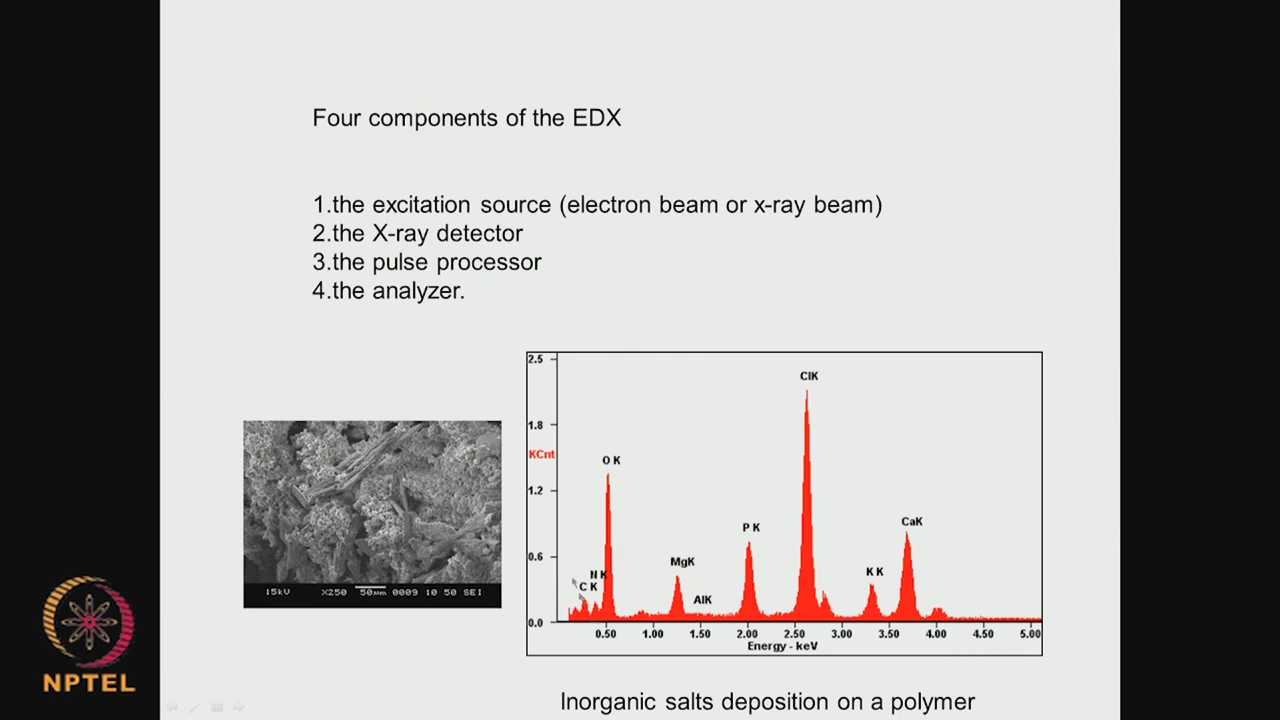 Four components of the EDX
1.the excitation source (electron beam or x-ray beam)
2.the X-ray detector
3.the pulse processor
4.the analyzer.
15kV X250 50µm 0009 10 50 SEI
2.5
1.8
KCnt
1.2
0.6
0.0
C K
N K
O K
MgK
AlK
P K
ClK
K K
CaK
0.50 1.00 1.50 2.00 2.50 3.00 3.50 4.00 4.50 5.00
Energy - keV
Inorganic salts deposition on a polymer
NPTEL